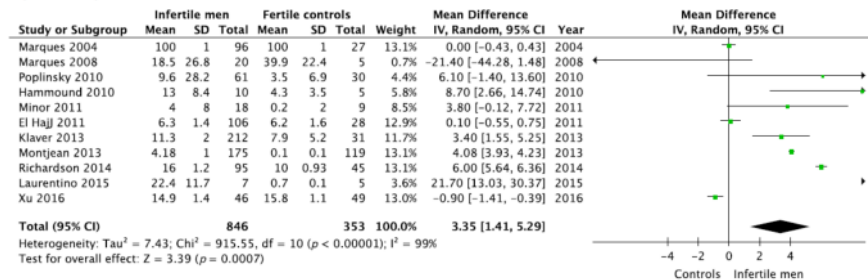 Infertile men Fertile controls Mean Difference Mean Difference
Study or Subgroup Mean SD Total Mean SD Total Weight IV, Random, 95% CI Year IV, Random, 95% CI
Marques 2004 100 1 96 100 1 27 13.1% 0.00 [−0.43, 0.43] 2004
Marques 2008 18.5 26.8 20 39.9 22.4 5 0.7% −21.40 [−44.28, 1.48] 2008
Poplinsky 2010 9.6 28.2 61 3.5 6.9 30 4.4% 6.10 [−1.40, 13.60] 2010
Hammound 2010 13 8.4 10 4.3 3.5 5 5.8% 8.70 [2.66, 14.74] 2010
Minor 2011 4 8 18 0.2 2 9 8.9% 3.80 [−0.12, 7.72] 2011
El Hajj 2011 6.3 1.4 106 6.2 1.6 28 13.0% 0.10 [−0.55, 0.75] 2011
Klaver 2013 11.3 2 212 7.9 5.2 31 11.9% 3.40 [1.55, 5.25] 2013
Montjean 2013 4.18 1 175 0.1 0.1 119 13.2% 4.08 [3.93, 4.23] 2013
Richardson 2014 16 1.2 95 10 0.93 45 13.1% 6.00 [5.64, 6.36] 2014
Laurentino 2015 22.4 11.7 7 0.7 0.1 5 3.6% 21.70 [13.03, 30.37] 2015
Xu 2016 14.9 1.4 46 15.8 1.1 49 13.1% −0.90 [−1.41, −0.39] 2016
Total (95% CI) 846 353 100.0% 3.35 [1.41, 5.29]
Heterogeneity: Tau² = 7.43; Chi² = 915.55, df = 10 (p < 0.00001); I² = 99%
Test for overall effect: Z = 3.39 (p = 0.0007)
−4 −2 0 2 4
Controls Infertile men